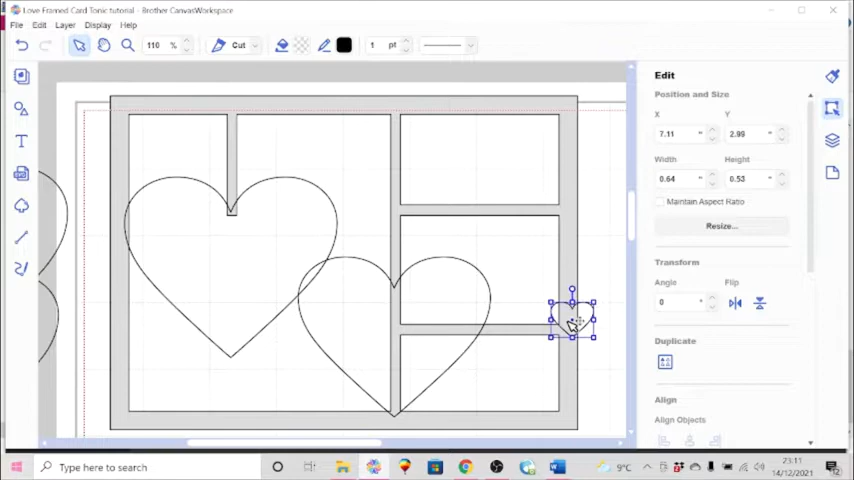 Love Framed Card Tonic tutorial - Brother CanvasWorkspace
File Edit Layer Display Help
110 % Cut 1 pt
Edit
Position and Size
X Y
7.11 " 2.99 "
Width Height
0.64 " 0.53 "
Maintain Aspect Ratio
Resize...
Transform
Angle Flip
0 °
Duplicate
Align
Align Objects
Type here to search
9°C
23:11
14/12/2021